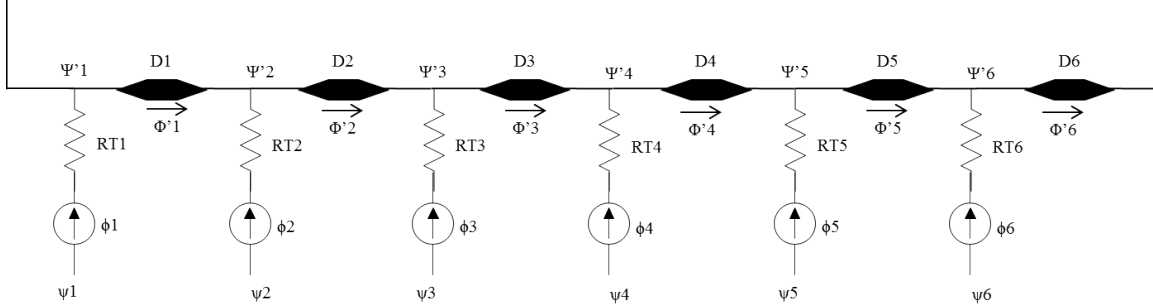 D1 D2 D3 D4 D5 D6
Ψ’1 Ψ’2 Ψ’3 Ψ’4 Ψ’5 Ψ’6
Φ’1 Φ’2 Φ’3 Φ’4 Φ’5 Φ’6
RT1 RT2 RT3 RT4 RT5 RT6
ϕ1 ϕ2 ϕ3 ϕ4 ϕ5 ϕ6
ψ1 ψ2 ψ3 ψ4 ψ5 ψ6